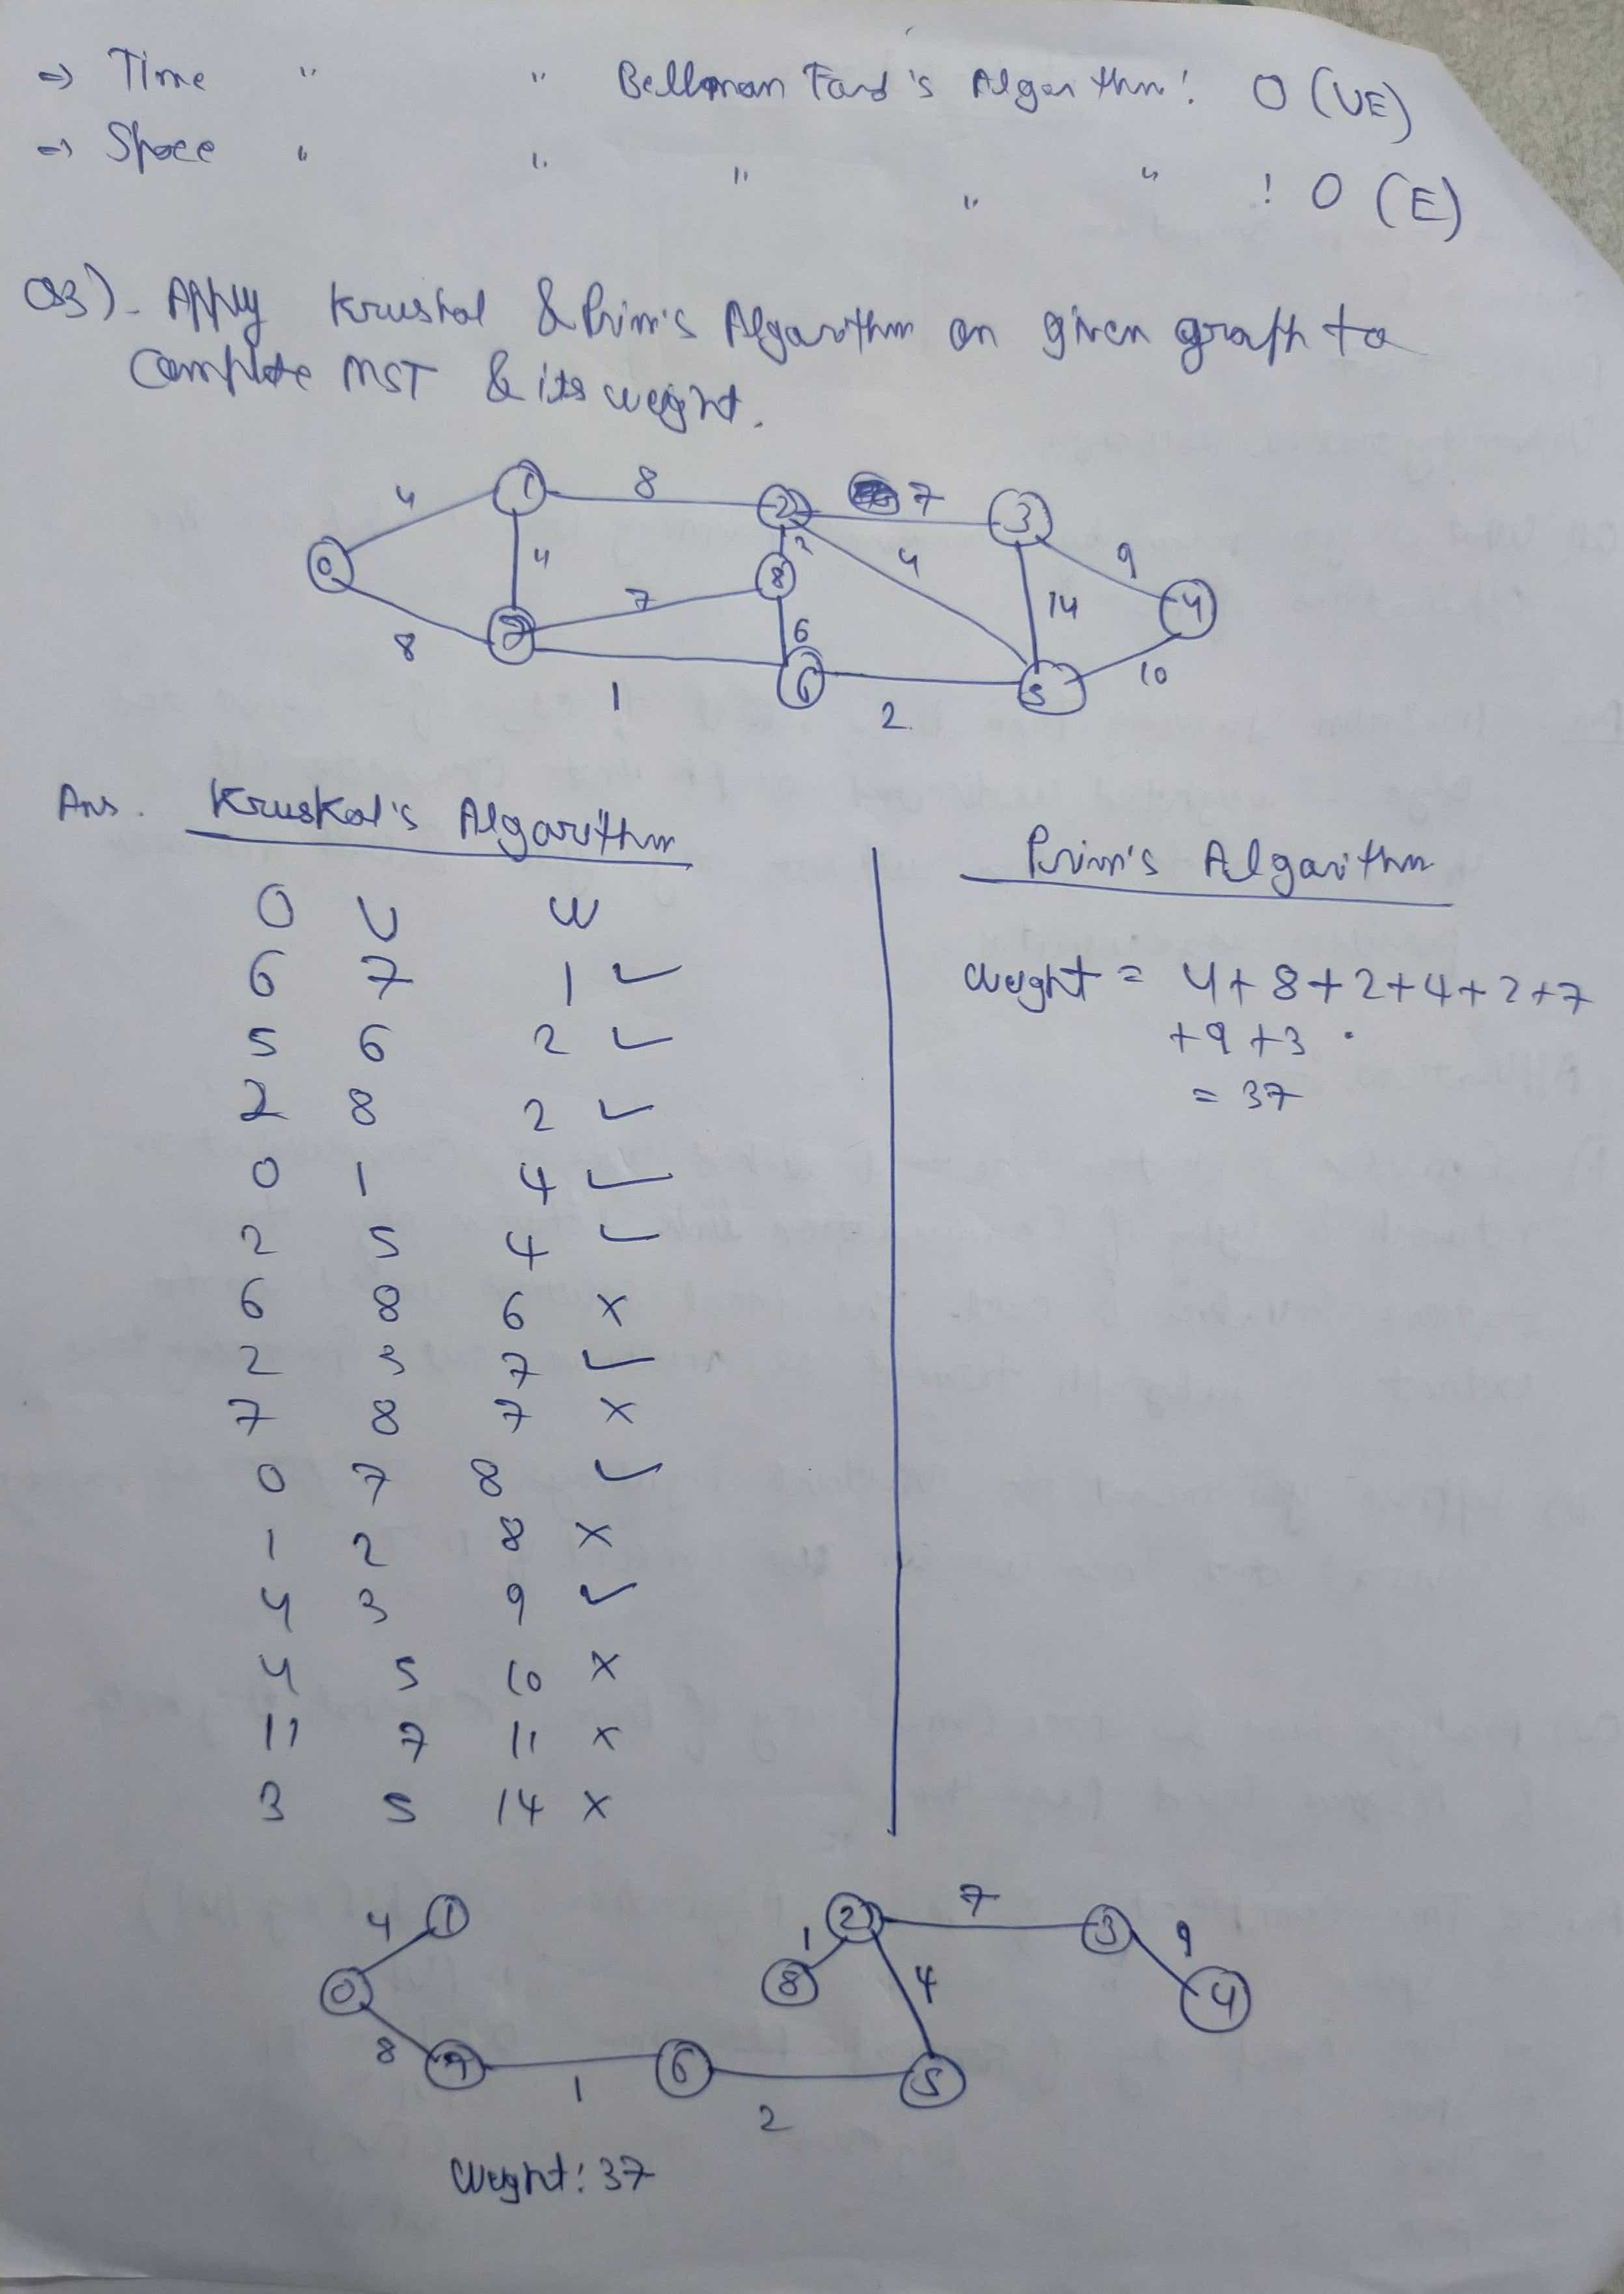 => Time " " Bellman Ford's Algorithm: O (VE)
=> Space " " " " " : O (E)
Q3)- Apply Kruskal & Prim's Algorithm on given graph to
Complete MST & its weight.
4 1 8 2 7 3
0 4 2 8 4 9
8 7 7 6 14 4
1 6 2 5 10
Ans. Kruskal's Algorithm
U V W
6 7 1 ✓
5 6 2 ✓
2 8 2 ✓
0 1 4 ✓
2 5 4 ✓
6 8 6 x
2 3 7 ✓
7 8 7 x
0 7 8 ✓
1 2 8 x
4 3 9 ✓
4 5 10 x
11 7 11 x
3 5 14 x
Prim's Algorithm
Weight = 4+8+2+4+2+7
+9+3
= 37
4 1 2 7 3 9
0 1 8 4 4
8 7 1 6 2 5
Weight: 37